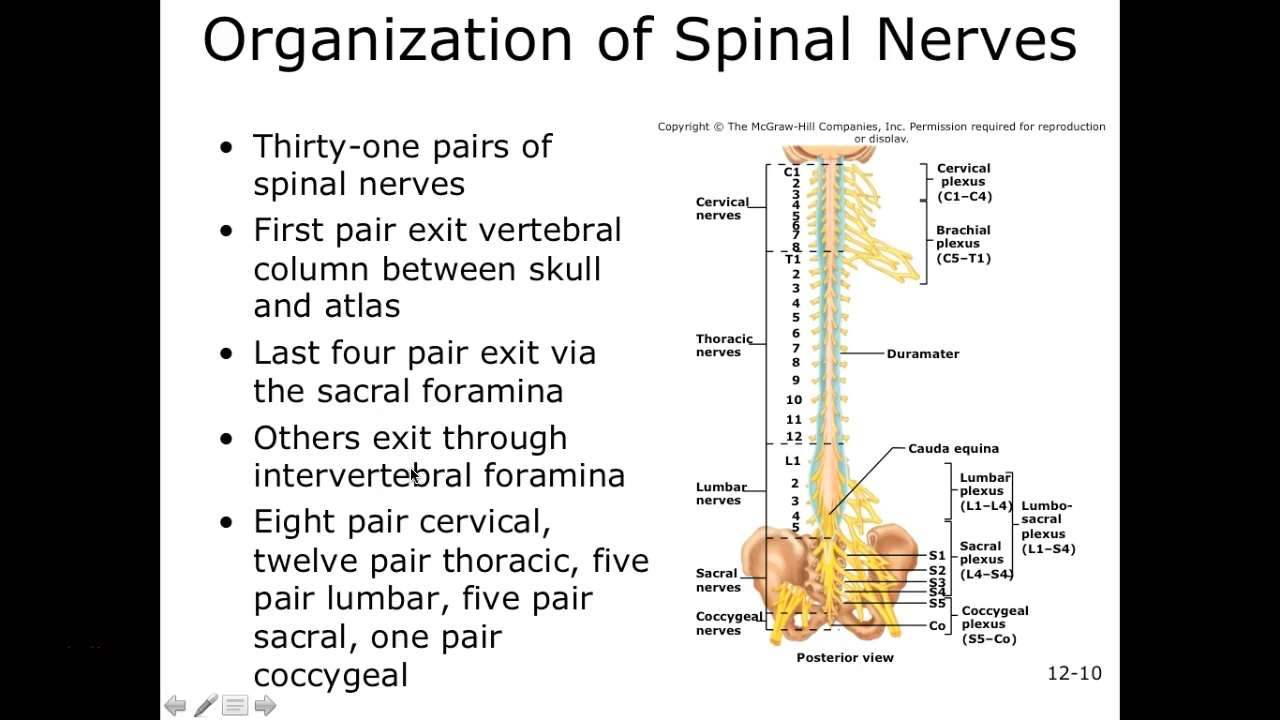 Organization of Spinal Nerves
• Thirty-one pairs of
spinal nerves
• First pair exit vertebral
column between skull
and atlas
• Last four pair exit via
the sacral foramina
• Others exit through
intervertebral foramina
• Eight pair cervical,
twelve pair thoracic, five
pair lumbar, five pair
sacral, one pair
coccygeal
Copyright © The McGraw-Hill Companies, Inc. Permission required for reproduction
or display.
Cervical
nerves
Thoracic
nerves
Lumbar
nerves
Sacral
nerves
Coccygeal
nerves
C1
2
3
4
5
6
7
8
T1
2
3
4
5
6
7
8
9
10
11
12
L1
2
3
4
5
Cervical
plexus
(C1–C4)
Brachial
plexus
(C5–T1)
Duramater
Cauda equina
Lumbar
plexus
(L1–L4)
Lumbo-
sacral
plexus
(L1–S4)
Sacral
plexus
(L4–S4)
S1
S2
S3
S4
S5
Co
Coccygeal
plexus
(S5–Co)
Posterior view
12-10